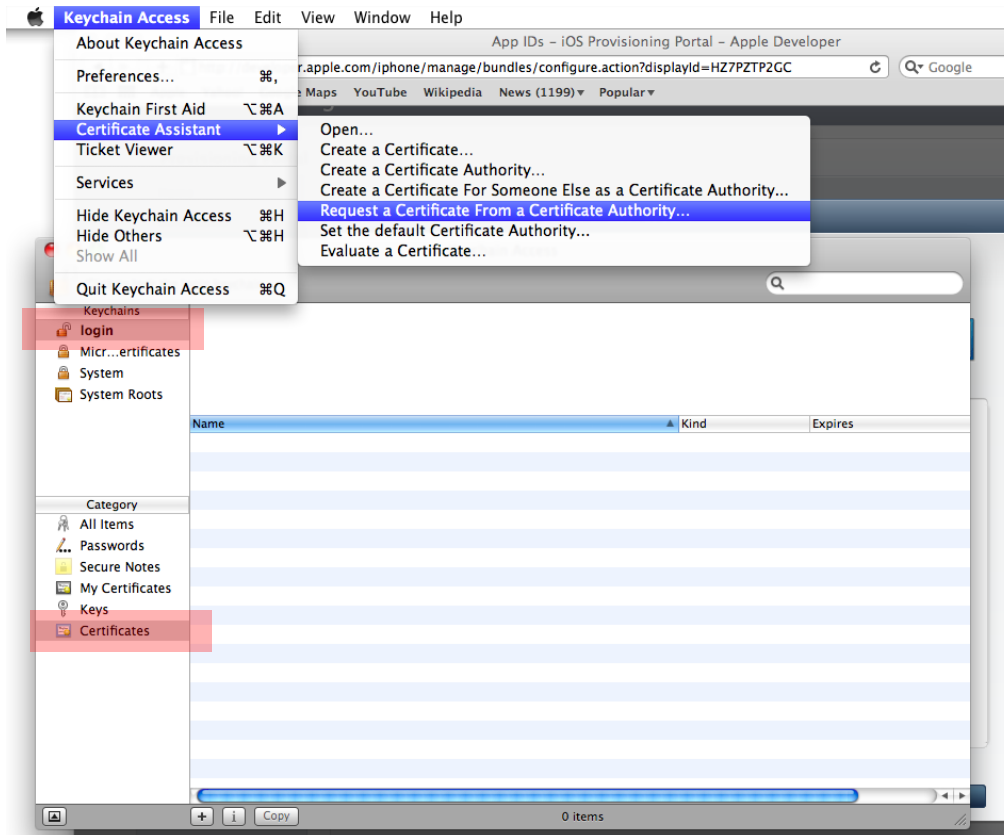 Keychain Access File Edit View Window Help
About Keychain Access
App IDs – iOS Provisioning Portal – Apple Developer
Preferences... ⌘,
r.apple.com/iphone/manage/bundles/configure.action?displayId=HZ7PZTP2GC
Google
Maps YouTube Wikipedia News (1199)▾ Popular▾
Keychain First Aid ⌥⌘A
Certificate Assistant ▶
Ticket Viewer ⌥⌘K
Services ▶
Hide Keychain Access ⌘H
Hide Others ⌥⌘H
Show All
Quit Keychain Access ⌘Q
Open...
Create a Certificate...
Create a Certificate Authority...
Create a Certificate For Someone Else as a Certificate Authority...
Request a Certificate From a Certificate Authority...
Set the default Certificate Authority...
Evaluate a Certificate...
Keychains
login
Micr...ertificates
System
System Roots
Name ▲ Kind Expires
Category
All Items
Passwords
Secure Notes
My Certificates
Keys
Certificates
+ i Copy 0 items